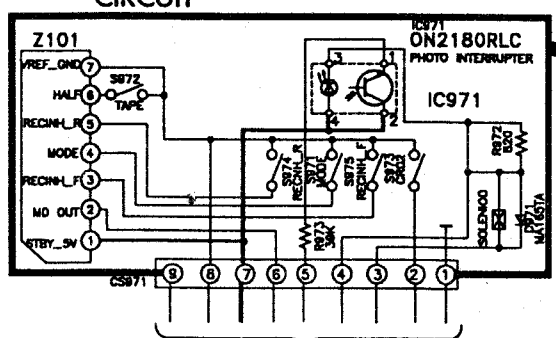 CIRCUIT
Z101
IC971
ON2180RLC
PHOTO INTERRUPTER
VREF_GND 7
HALF 6
S972
TAPE
RECINH_R 5
MODE 4
RECINH_F 3
MD OUT 2
STBY_5V 1
3 1
4 2
IC971
R972
820
S974
RECINH_R
S971
MODE
S975
RECINH_F
S973
CRO2
R973
39K
SOLENOID
D971
MA165TA
CS971
9 8 7 6 5 4 3 2 1